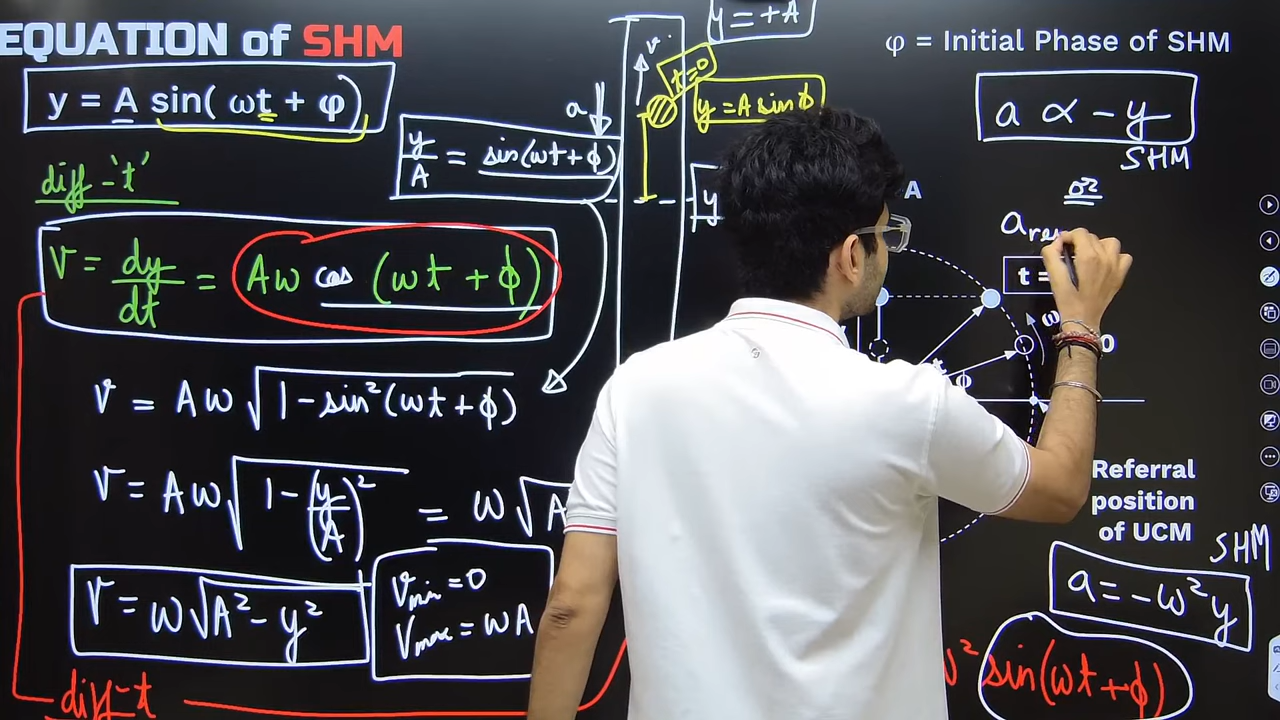 EQUATION of SHM
y = A sin( ωt + φ)
diff-'t'
v = dy/dt = Aω cos (ωt + ϕ)
v = Aω √1-sin²(ωt+ϕ)
v = Aω √1-(y/A)² = ω√A
v = ω√A²-y²
vmin = 0
vmax = ωA
diff-t
y/A = sin(ωt+ϕ)
a
v
t=0
y = +A
y = A sin ϕ
y
φ = Initial Phase of SHM
a α - y
SHM
A
or
t =
ω
0
ϕ
Referral
position
of UCM
SHM
a = -ω²y
ω² sin(ωt+ϕ)